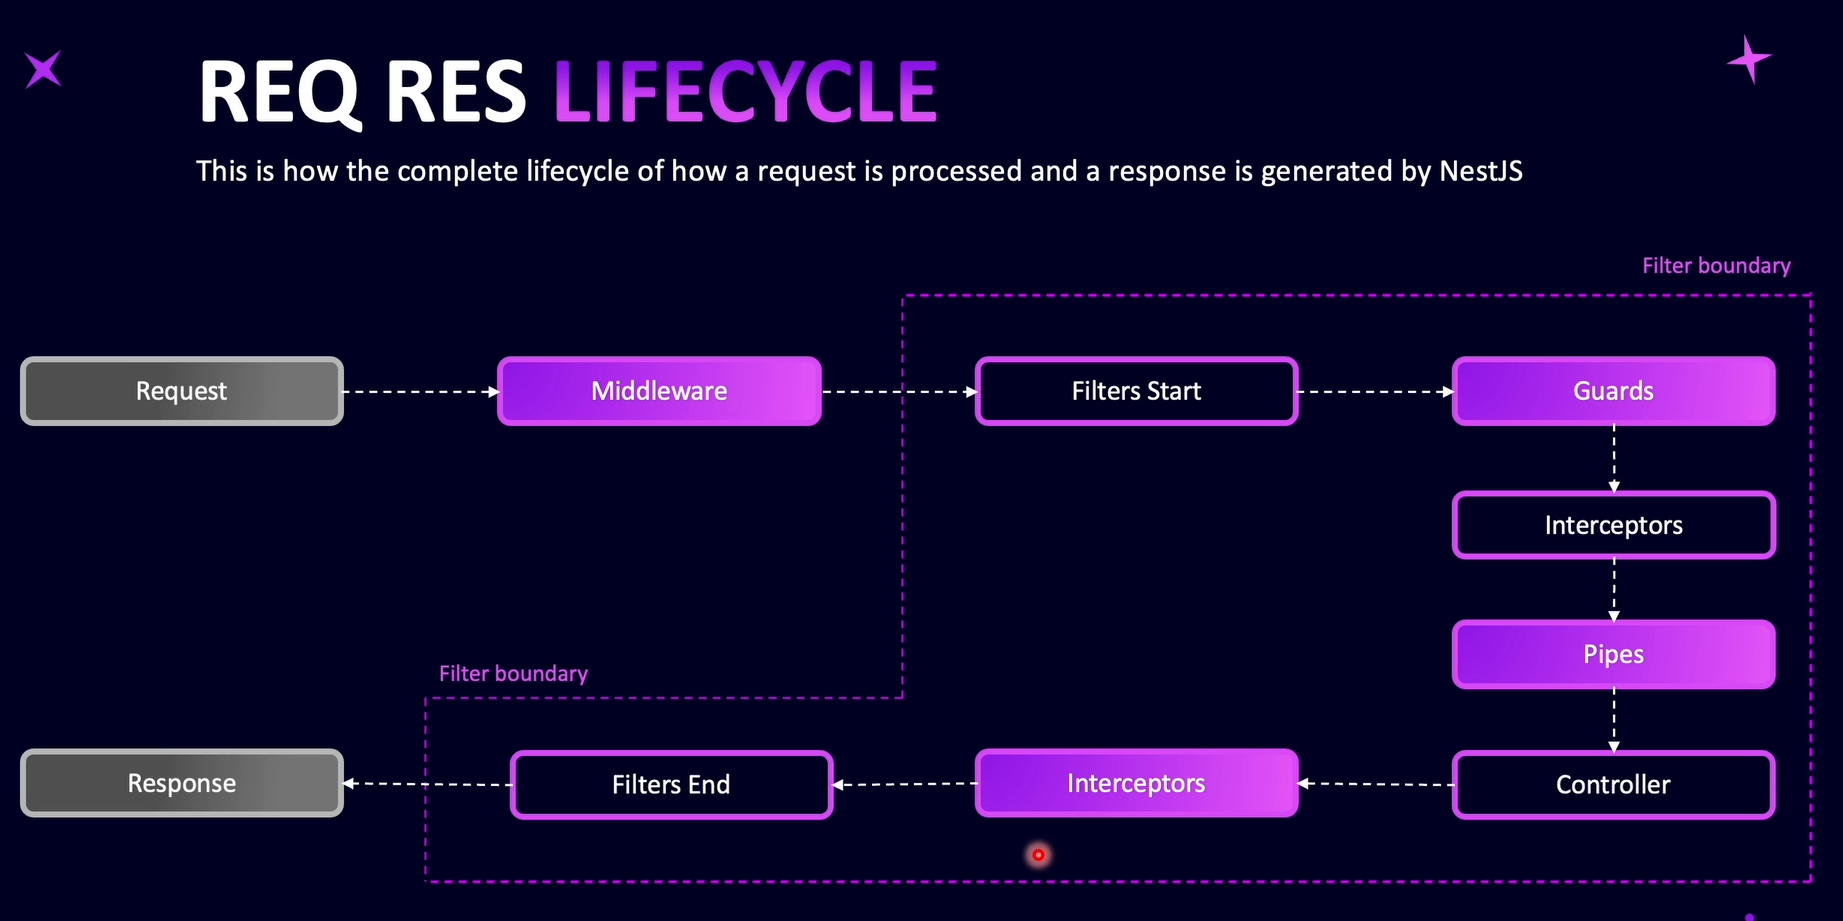 REQ RES LIFECYCLE
This is how the complete lifecycle of how a request is processed and a response is generated by NestJS
Filter boundary
Request
Middleware
Filters Start
Guards
Interceptors
Pipes
Filter boundary
Response
Filters End
Interceptors
Controller